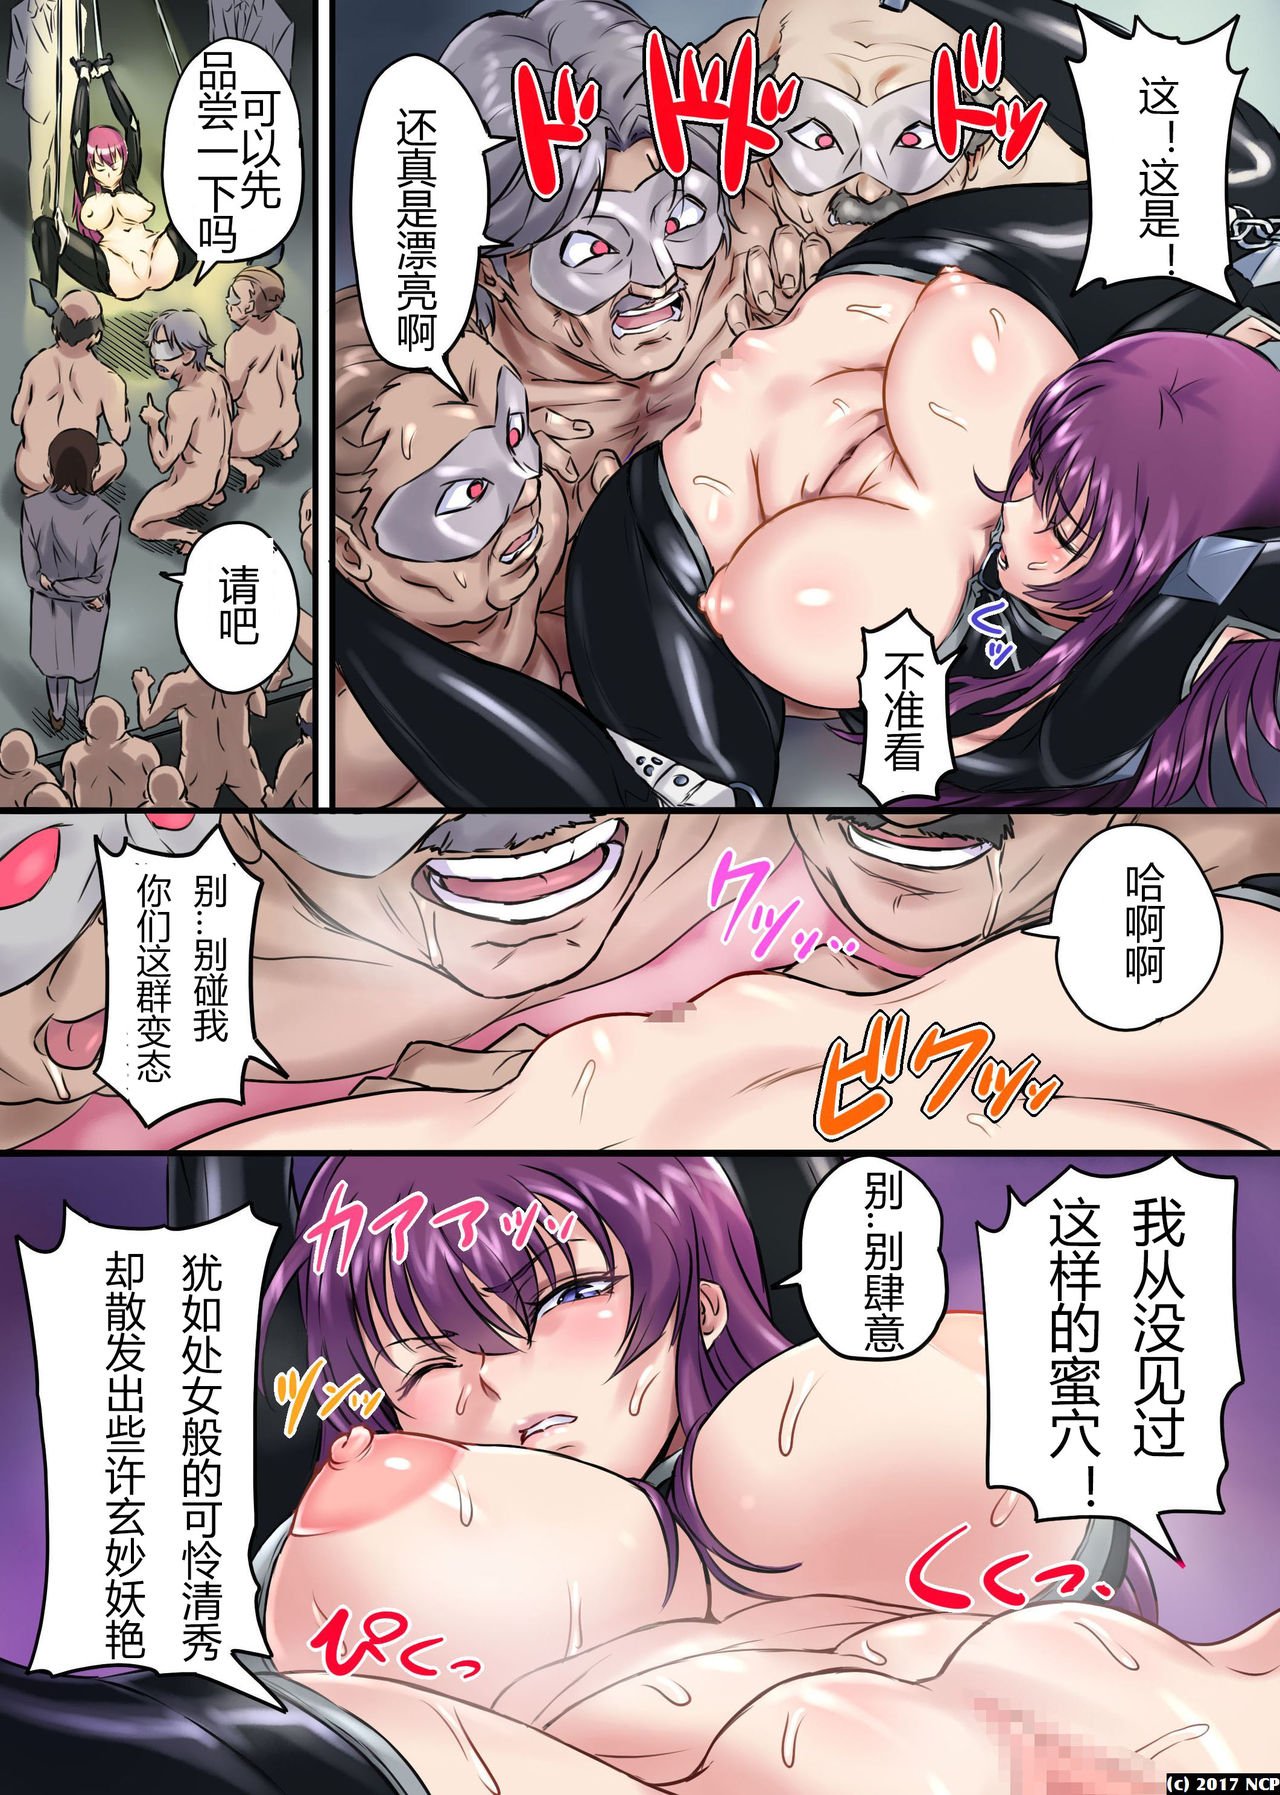 这！这是！
还真是漂亮啊
ドドドドッ
不准看
くッ
可以先
品尝一下吗
请吧
哈啊啊
クワッッ…
ビクッッ
别…别碰我
你们这群变态
我从没见过
这样的蜜穴！
别…别肆意
カアアァッッ
ツンッッ
犹如处女般的可怜清秀
却散发出些许玄妙妖艳
くくっ
ぴくっ
(c) 2017 NCP